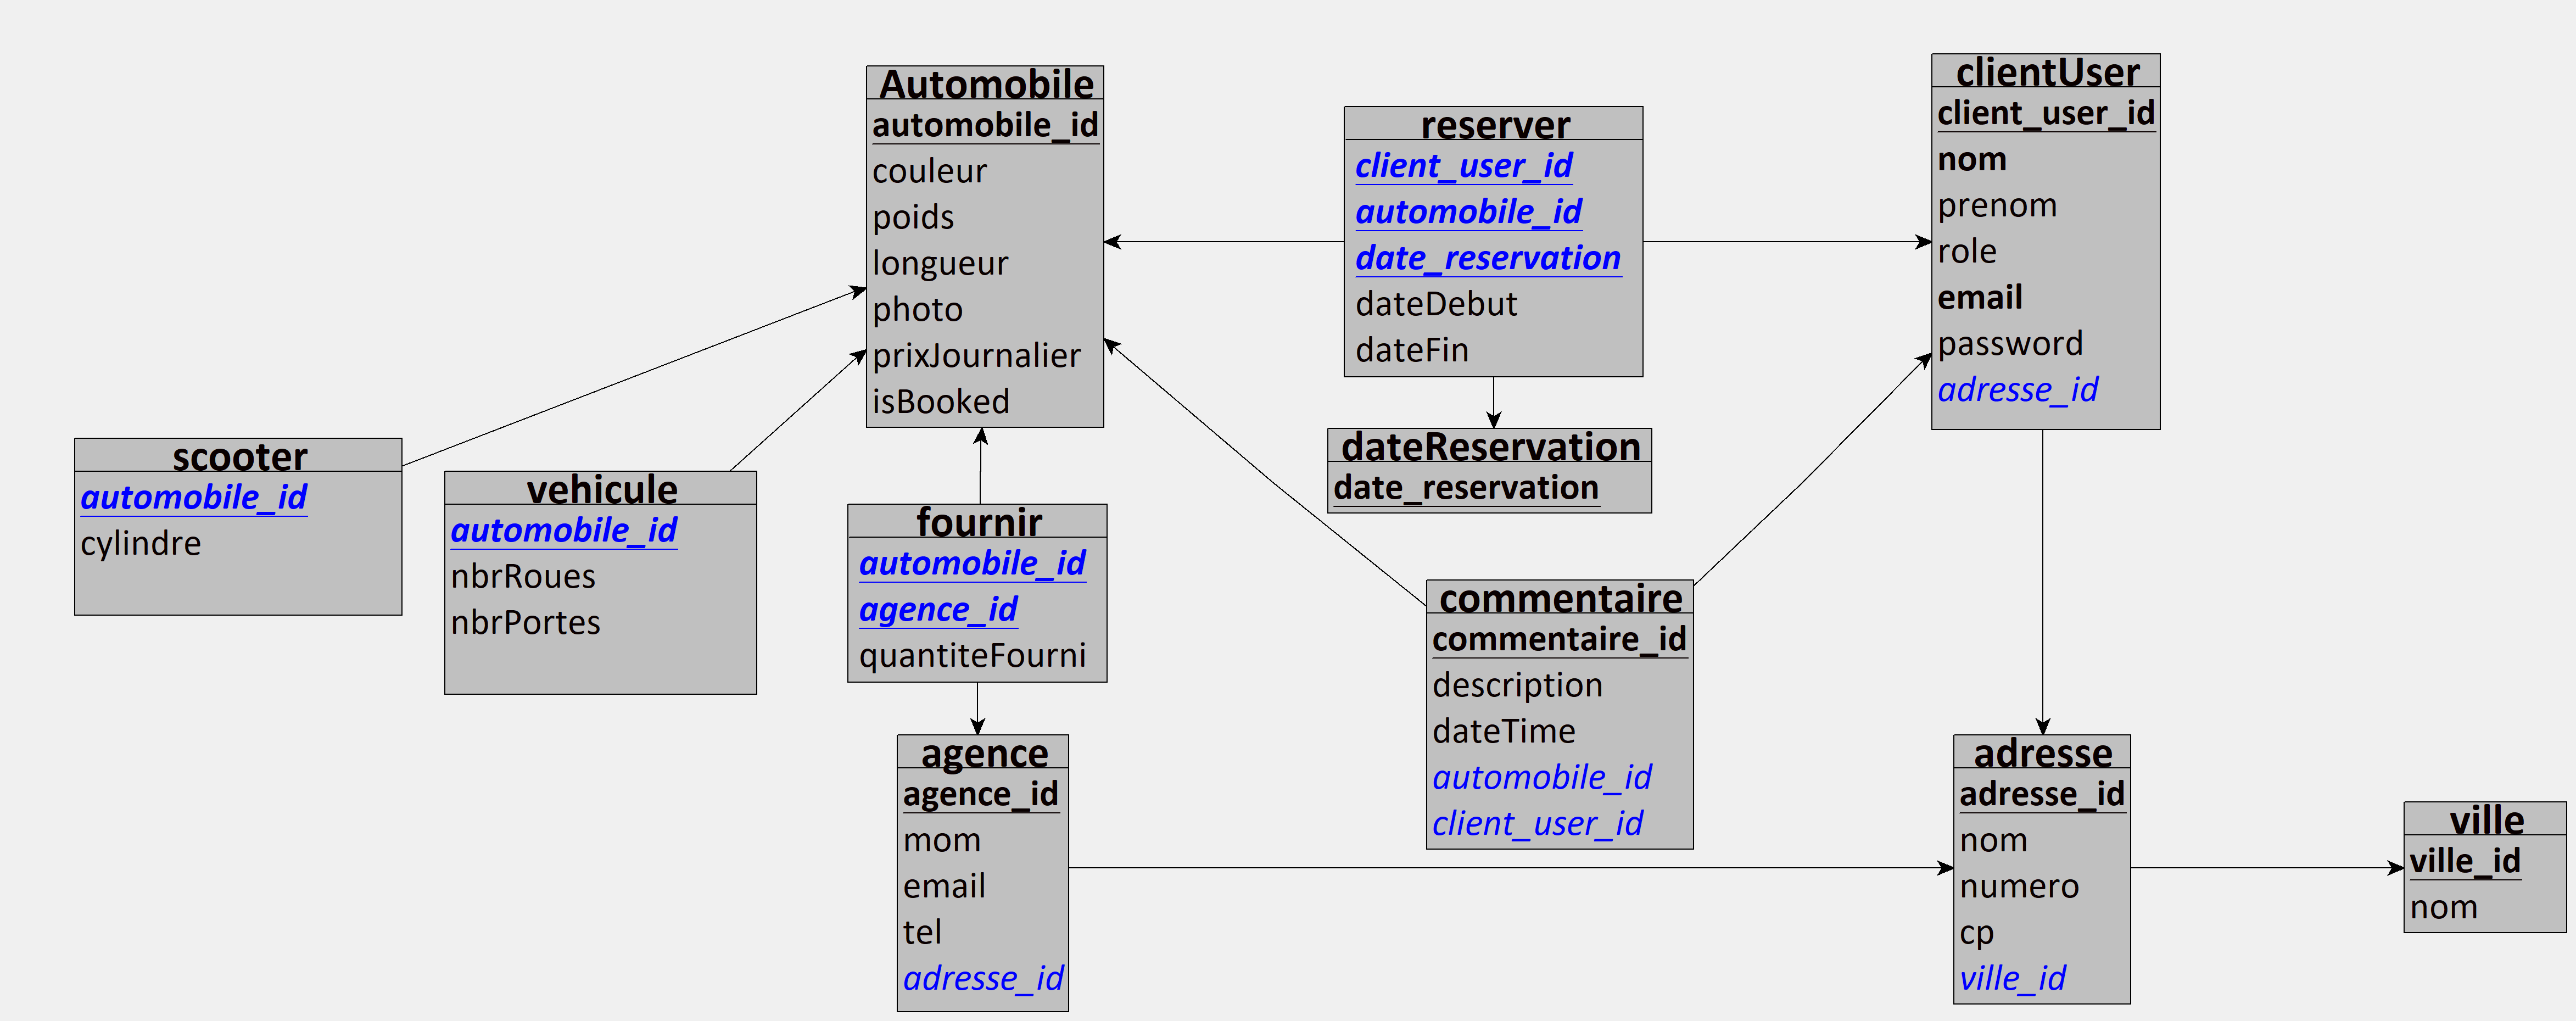 Automobile
automobile_id
couleur
poids
longueur
photo
prixJournalier
isBooked
reserver
client_user_id
automobile_id
date_reservation
dateDebut
dateFin
clientUser
client_user_id
nom
prenom
role
email
password
adresse_id
scooter
automobile_id
cylindre
vehicule
automobile_id
nbrRoues
nbrPortes
fournir
automobile_id
agence_id
quantiteFourni
dateReservation
date_reservation
commentaire
commentaire_id
description
dateTime
automobile_id
client_user_id
agence
agence_id
mom
email
tel
adresse_id
adresse
adresse_id
nom
numero
cp
ville_id
ville
ville_id
nom